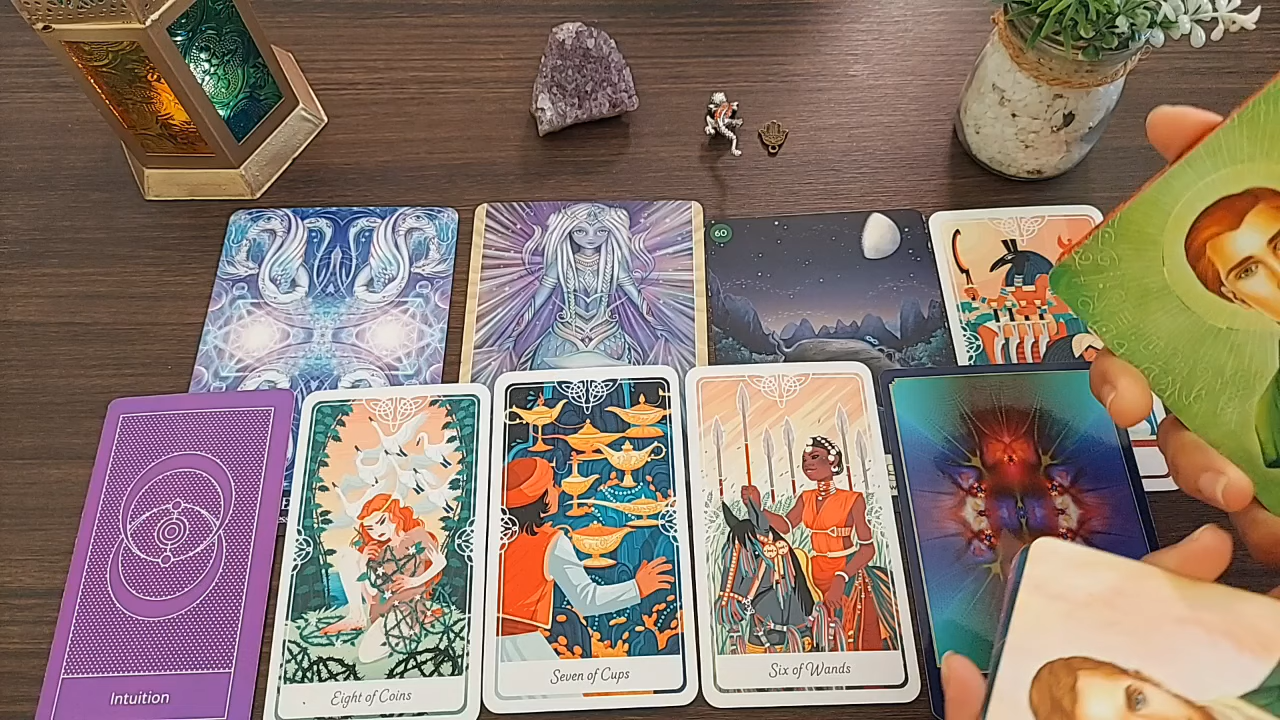 60
Intuition
Eight of Coins
Seven of Cups
Six of Wands